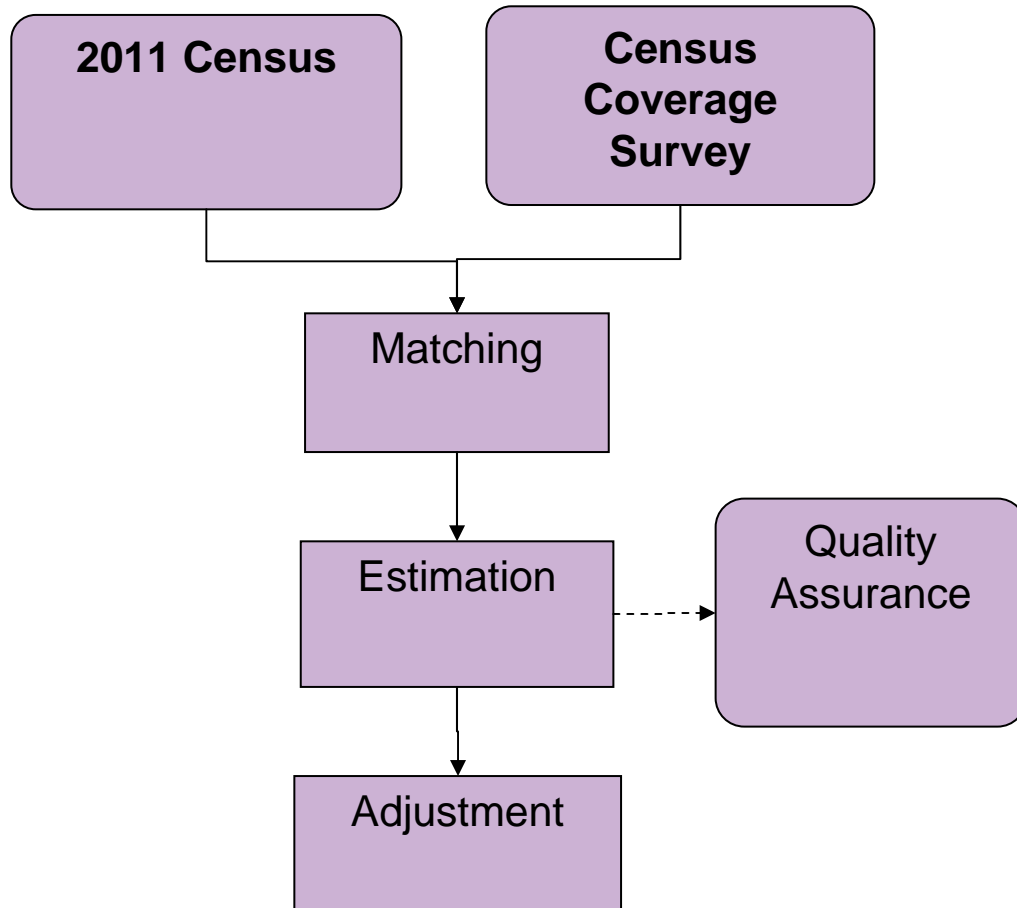 2011 Census
Census
Coverage
Survey
Matching
Estimation
Quality
Assurance
Adjustment